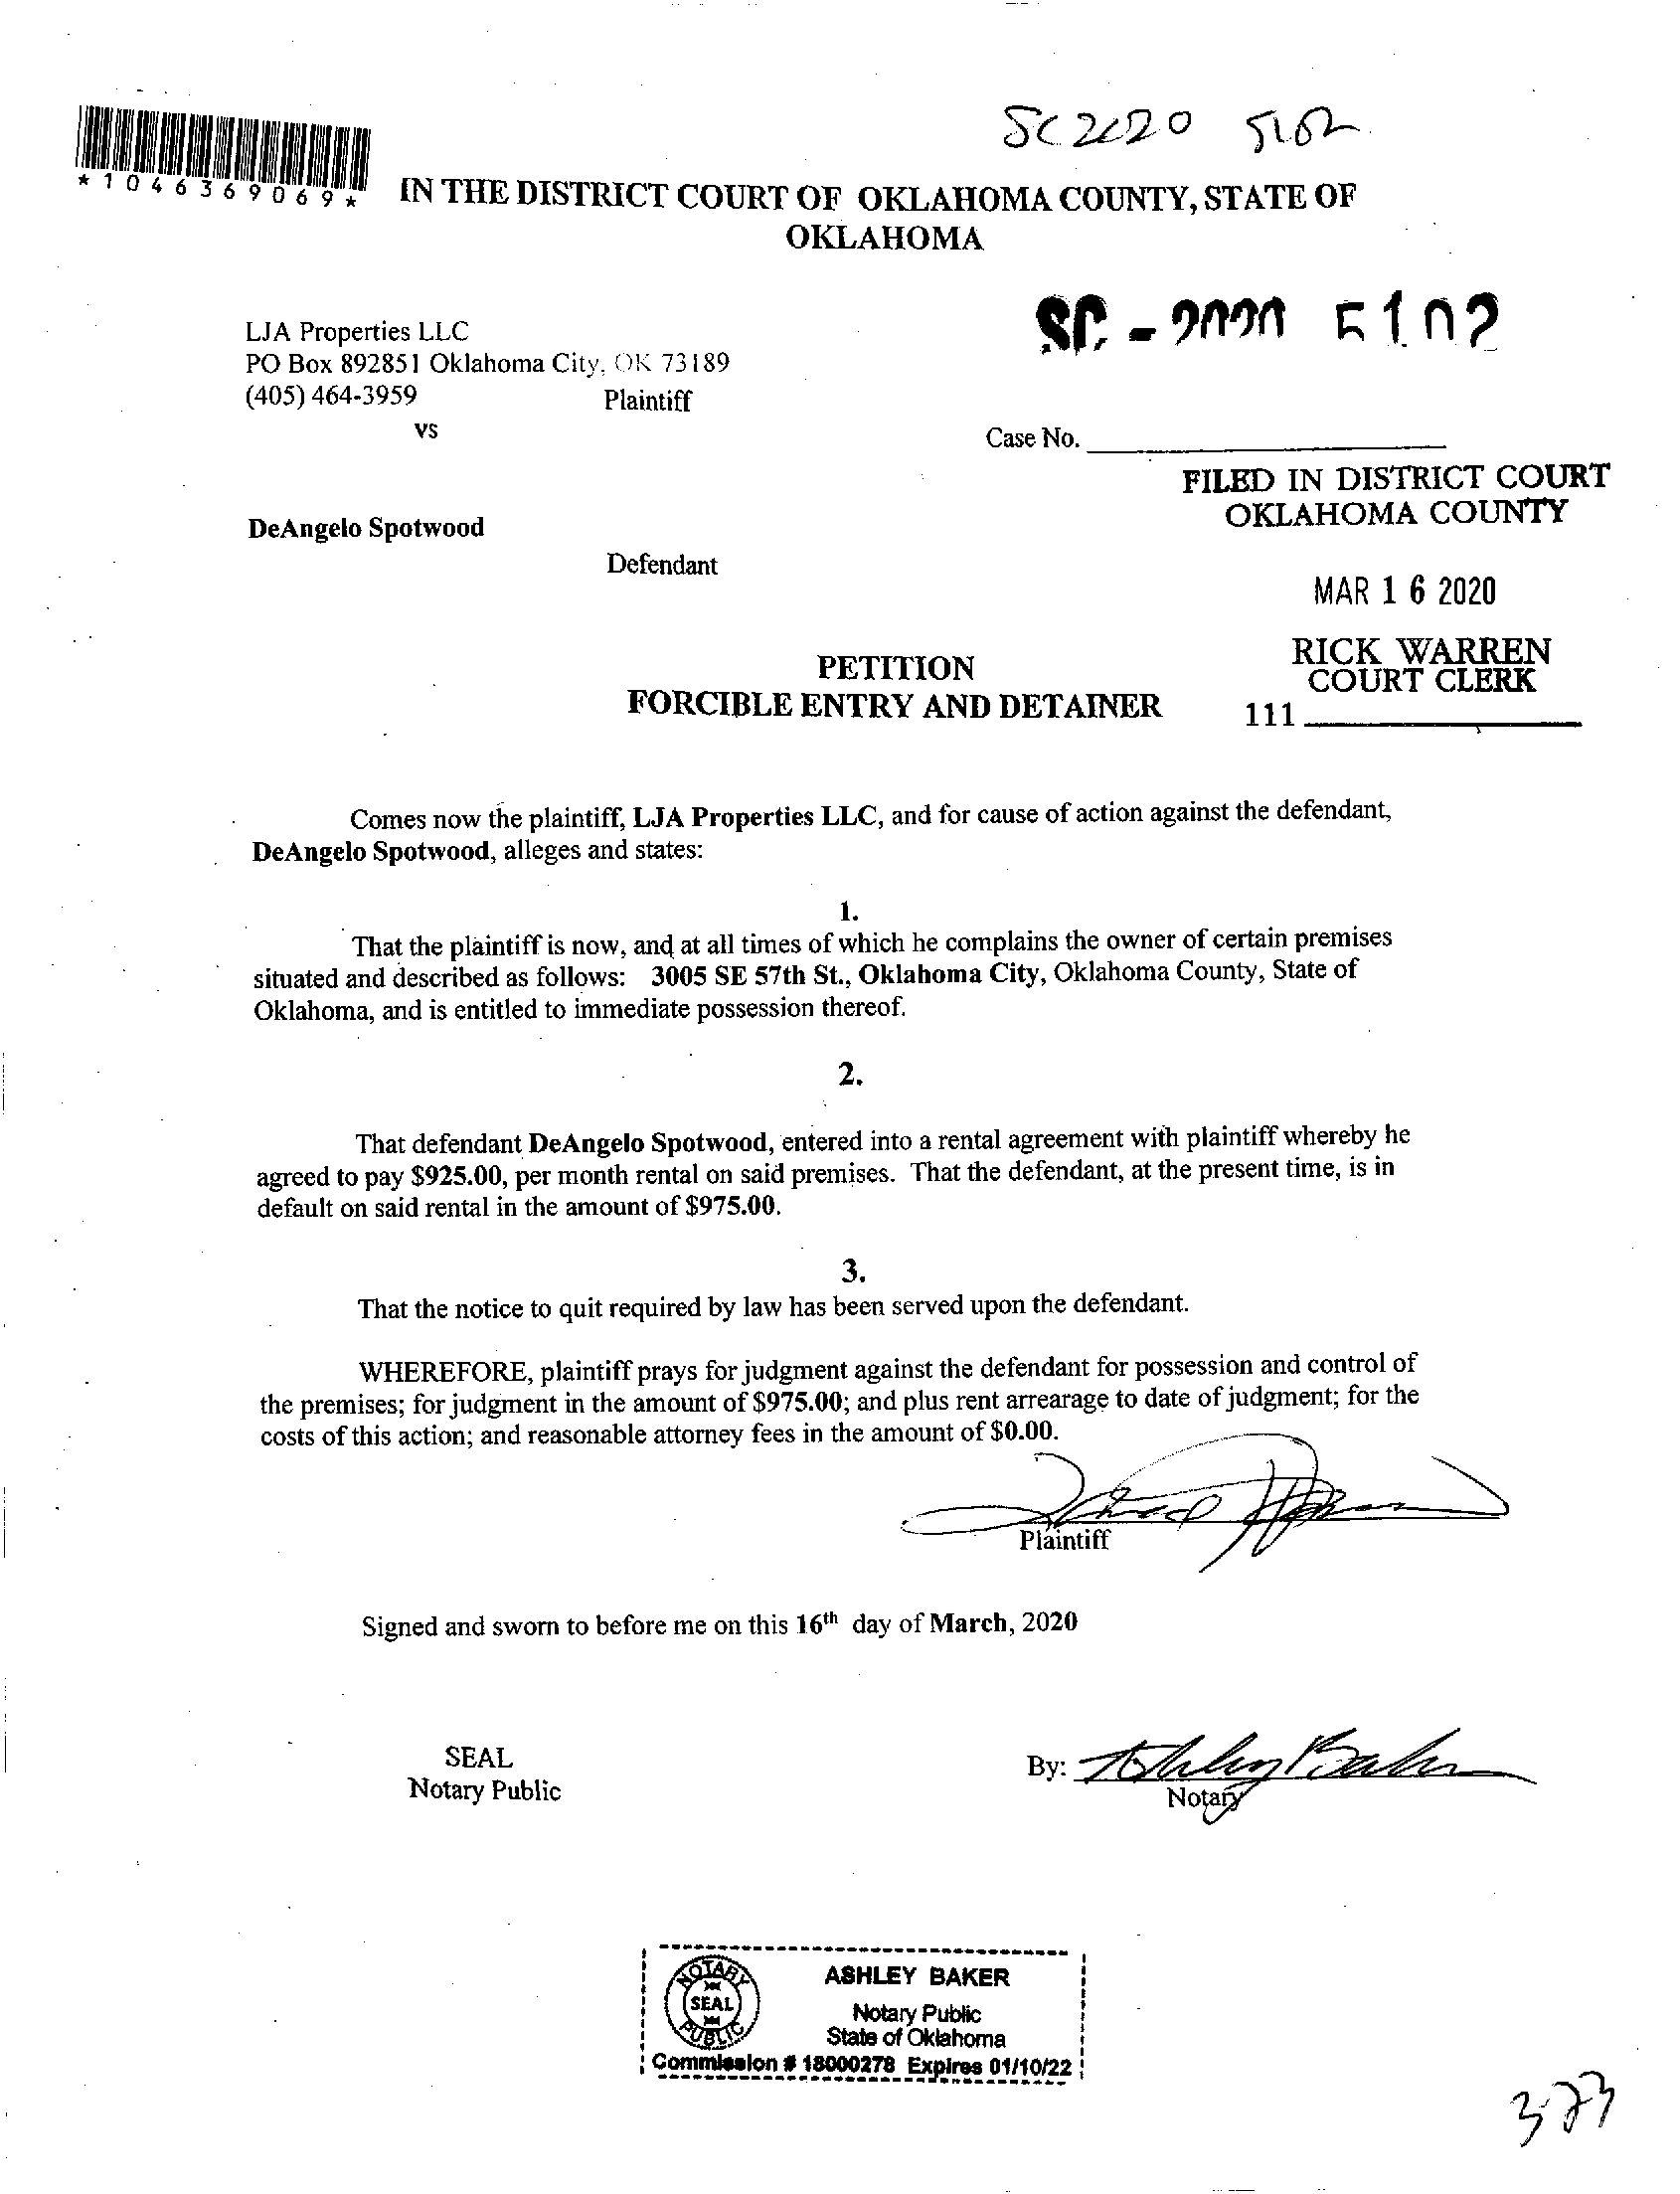 SC 2020 5102
*1046369069*
IN THE DISTRICT COURT OF OKLAHOMA COUNTY, STATE OF
OKLAHOMA
SC - 2020 5102
LJA Properties LLC
PO Box 892851 Oklahoma City, OK 73189
(405) 464-3959 Plaintiff
vs
Case No.
FILED IN DISTRICT COURT
OKLAHOMA COUNTY
DeAngelo Spotwood
Defendant
MAR 16 2020
RICK WARREN
COURT CLERK
111
PETITION
FORCIBLE ENTRY AND DETAINER
Comes now the plaintiff, LJA Properties LLC, and for cause of action against the defendant,
DeAngelo Spotwood, alleges and states:
1.
That the plaintiff is now, and at all times of which he complains the owner of certain premises
situated and described as follows: 3005 SE 57th St., Oklahoma City, Oklahoma County, State of
Oklahoma, and is entitled to immediate possession thereof.
2.
That defendant DeAngelo Spotwood, entered into a rental agreement with plaintiff whereby he
agreed to pay $925.00, per month rental on said premises. That the defendant, at the present time, is in
default on said rental in the amount of $975.00.
3.
That the notice to quit required by law has been served upon the defendant.
WHEREFORE, plaintiff prays for judgment against the defendant for possession and control of
the premises; for judgment in the amount of $975.00; and plus rent arrearage to date of judgment; for the
costs of this action; and reasonable attorney fees in the amount of $0.00.
Plaintiff
Signed and sworn to before me on this 16th day of March, 2020
SEAL
Notary Public
By: Ashley Baker
Notary
NOTARY
SEAL
PUBLIC
ASHLEY BAKER
Notary Public
State of Oklahoma
Commission # 18000278 Expires 01/10/22
373